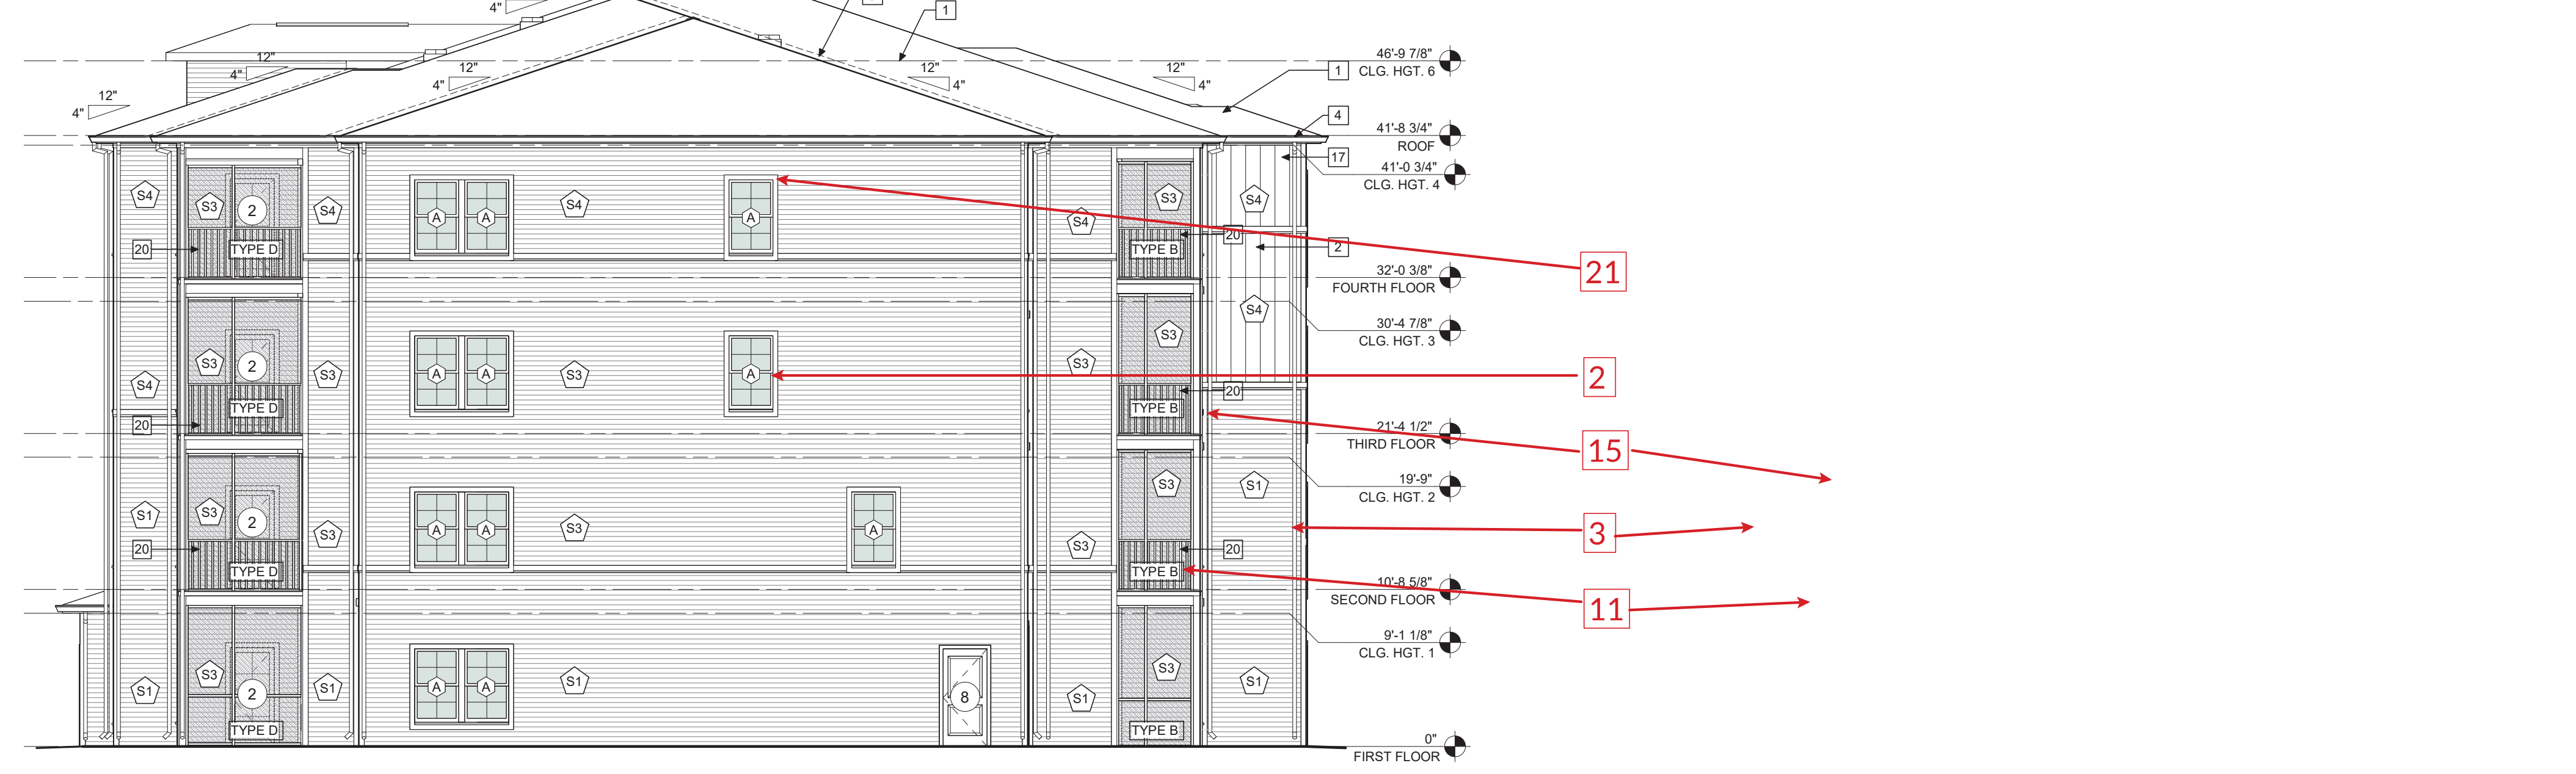 4"
1
12"
4"
12"
4"
12"
4"
12"
4"
12"
4"
46'-9 7/8"
CLG. HGT. 6
1
4
41'-8 3/4"
ROOF
17
41'-0 3/4"
CLG. HGT. 4
S4
S3
2
S4
A
A
S4
A
S4
S3
S4
20
TYPE D
TYPE B
20
2
21
32'-0 3/8"
FOURTH FLOOR
S4
30'-4 7/8"
CLG. HGT. 3
S4
S3
2
S3
A
A
S3
A
S3
S3
2
20
TYPE D
TYPE B
20
21'-4 1/2"
THIRD FLOOR
15
19'-9"
CLG. HGT. 2
S1
S3
2
S3
A
A
S3
A
S3
S3
S1
3
20
TYPE D
TYPE B
20
10'-8 5/8"
SECOND FLOOR
11
9'-1 1/8"
CLG. HGT. 1
S1
S3
2
S1
A
A
S1
8
S1
S3
S1
TYPE D
TYPE B
0"
FIRST FLOOR